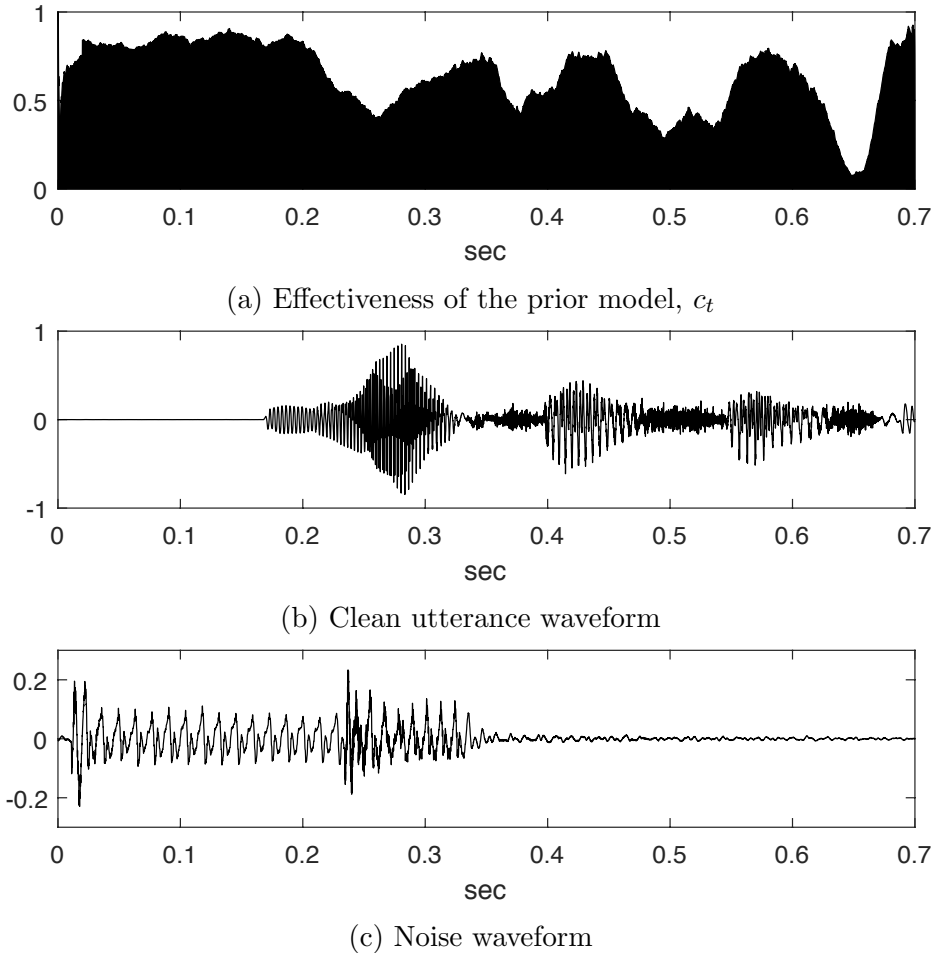 1
0.5
0
0 0.1 0.2 0.3 0.4 0.5 0.6 0.7
sec
(a) Effectiveness of the prior model, c_t
1
0
-1
0 0.1 0.2 0.3 0.4 0.5 0.6 0.7
sec
(b) Clean utterance waveform
0.2
0
-0.2
0 0.1 0.2 0.3 0.4 0.5 0.6 0.7
sec
(c) Noise waveform